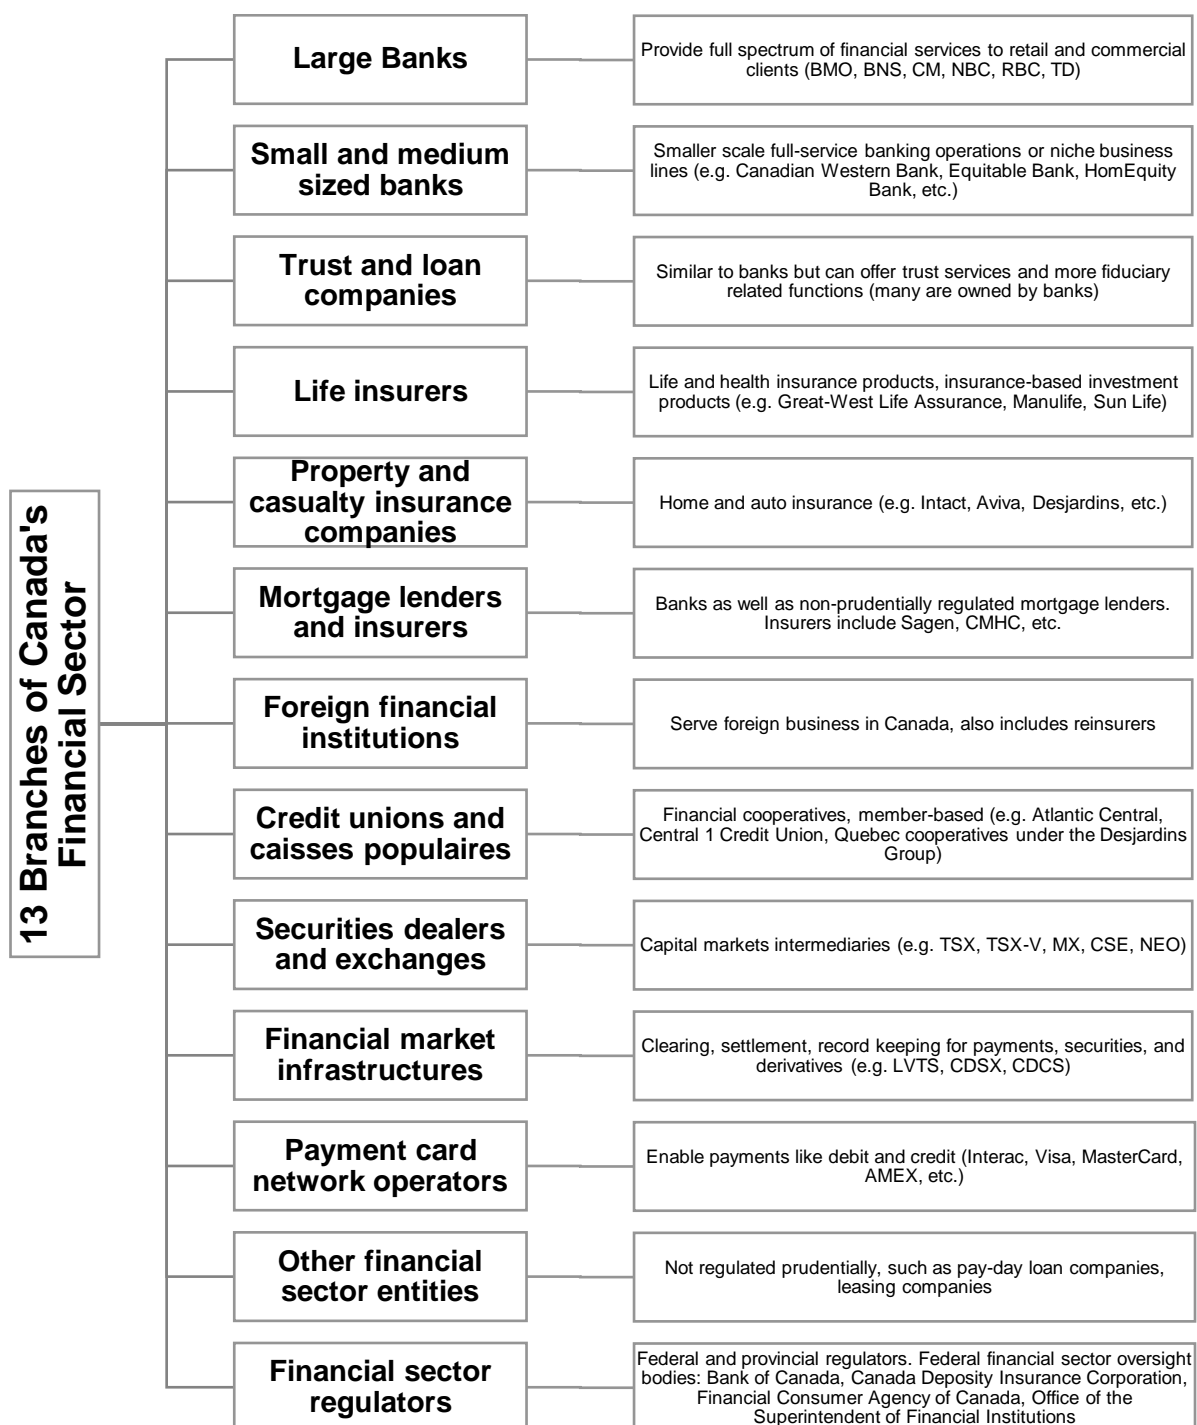 13 Branches of Canada's
Financial Sector
Large Banks
Provide full spectrum of financial services to retail and commercial
clients (BMO, BNS, CM, NBC, RBC, TD)
Small and medium
sized banks
Smaller scale full-service banking operations or niche business
lines (e.g. Canadian Western Bank, Equitable Bank, HomEquity
Bank, etc.)
Trust and loan
companies
Similar to banks but can offer trust services and more fiduciary
related functions (many are owned by banks)
Life insurers
Life and health insurance products, insurance-based investment
products (e.g. Great-West Life Assurance, Manulife, Sun Life)
Property and
casualty insurance
companies
Home and auto insurance (e.g. Intact, Aviva, Desjardins, etc.)
Mortgage lenders
and insurers
Banks as well as non-prudentially regulated mortgage lenders.
Insurers include Sagen, CMHC, etc.
Foreign financial
institutions
Serve foreign business in Canada, also includes reinsurers
Credit unions and
caisses populaires
Financial cooperatives, member-based (e.g. Atlantic Central,
Central 1 Credit Union, Quebec cooperatives under the Desjardins
Group)
Securities dealers
and exchanges
Capital markets intermediaries (e.g. TSX, TSX-V, MX, CSE, NEO)
Financial market
infrastructures
Clearing, settlement, record keeping for payments, securities, and
derivatives (e.g. LVTS, CDSX, CDCS)
Payment card
network operators
Enable payments like debit and credit (Interac, Visa, MasterCard,
AMEX, etc.)
Other financial
sector entities
Not regulated prudentially, such as pay-day loan companies,
leasing companies
Financial sector
regulators
Federal and provincial regulators. Federal financial sector oversight
bodies: Bank of Canada, Canada Deposity Insurance Corporation,
Financial Consumer Agency of Canada, Office of the
Superintendent of Financial Institutions